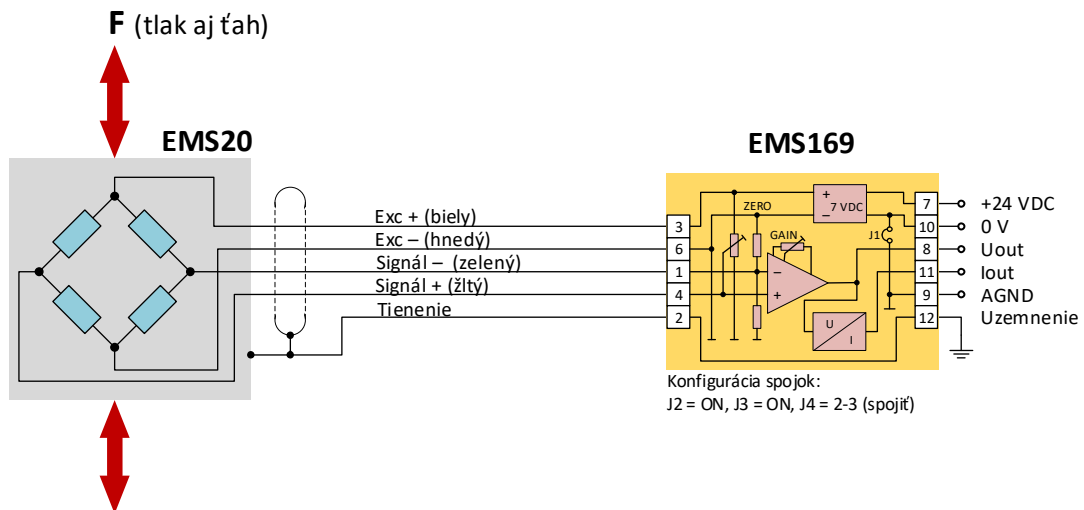 F (tlak aj ťah)
EMS20
EMS169
Exc + (biely)
Exc – (hnedý)
Signál – (zelený)
Signál + (žltý)
Tienenie
3
6
1
4
2
ZERO
GAIN
+
–
7 VDC
J1
–
+
U
I
7
10
8
11
9
12
+24 VDC
0 V
Uout
Iout
AGND
Uzemnenie
Konfigurácia spojok:
J2 = ON, J3 = ON, J4 = 2-3 (spojiť)